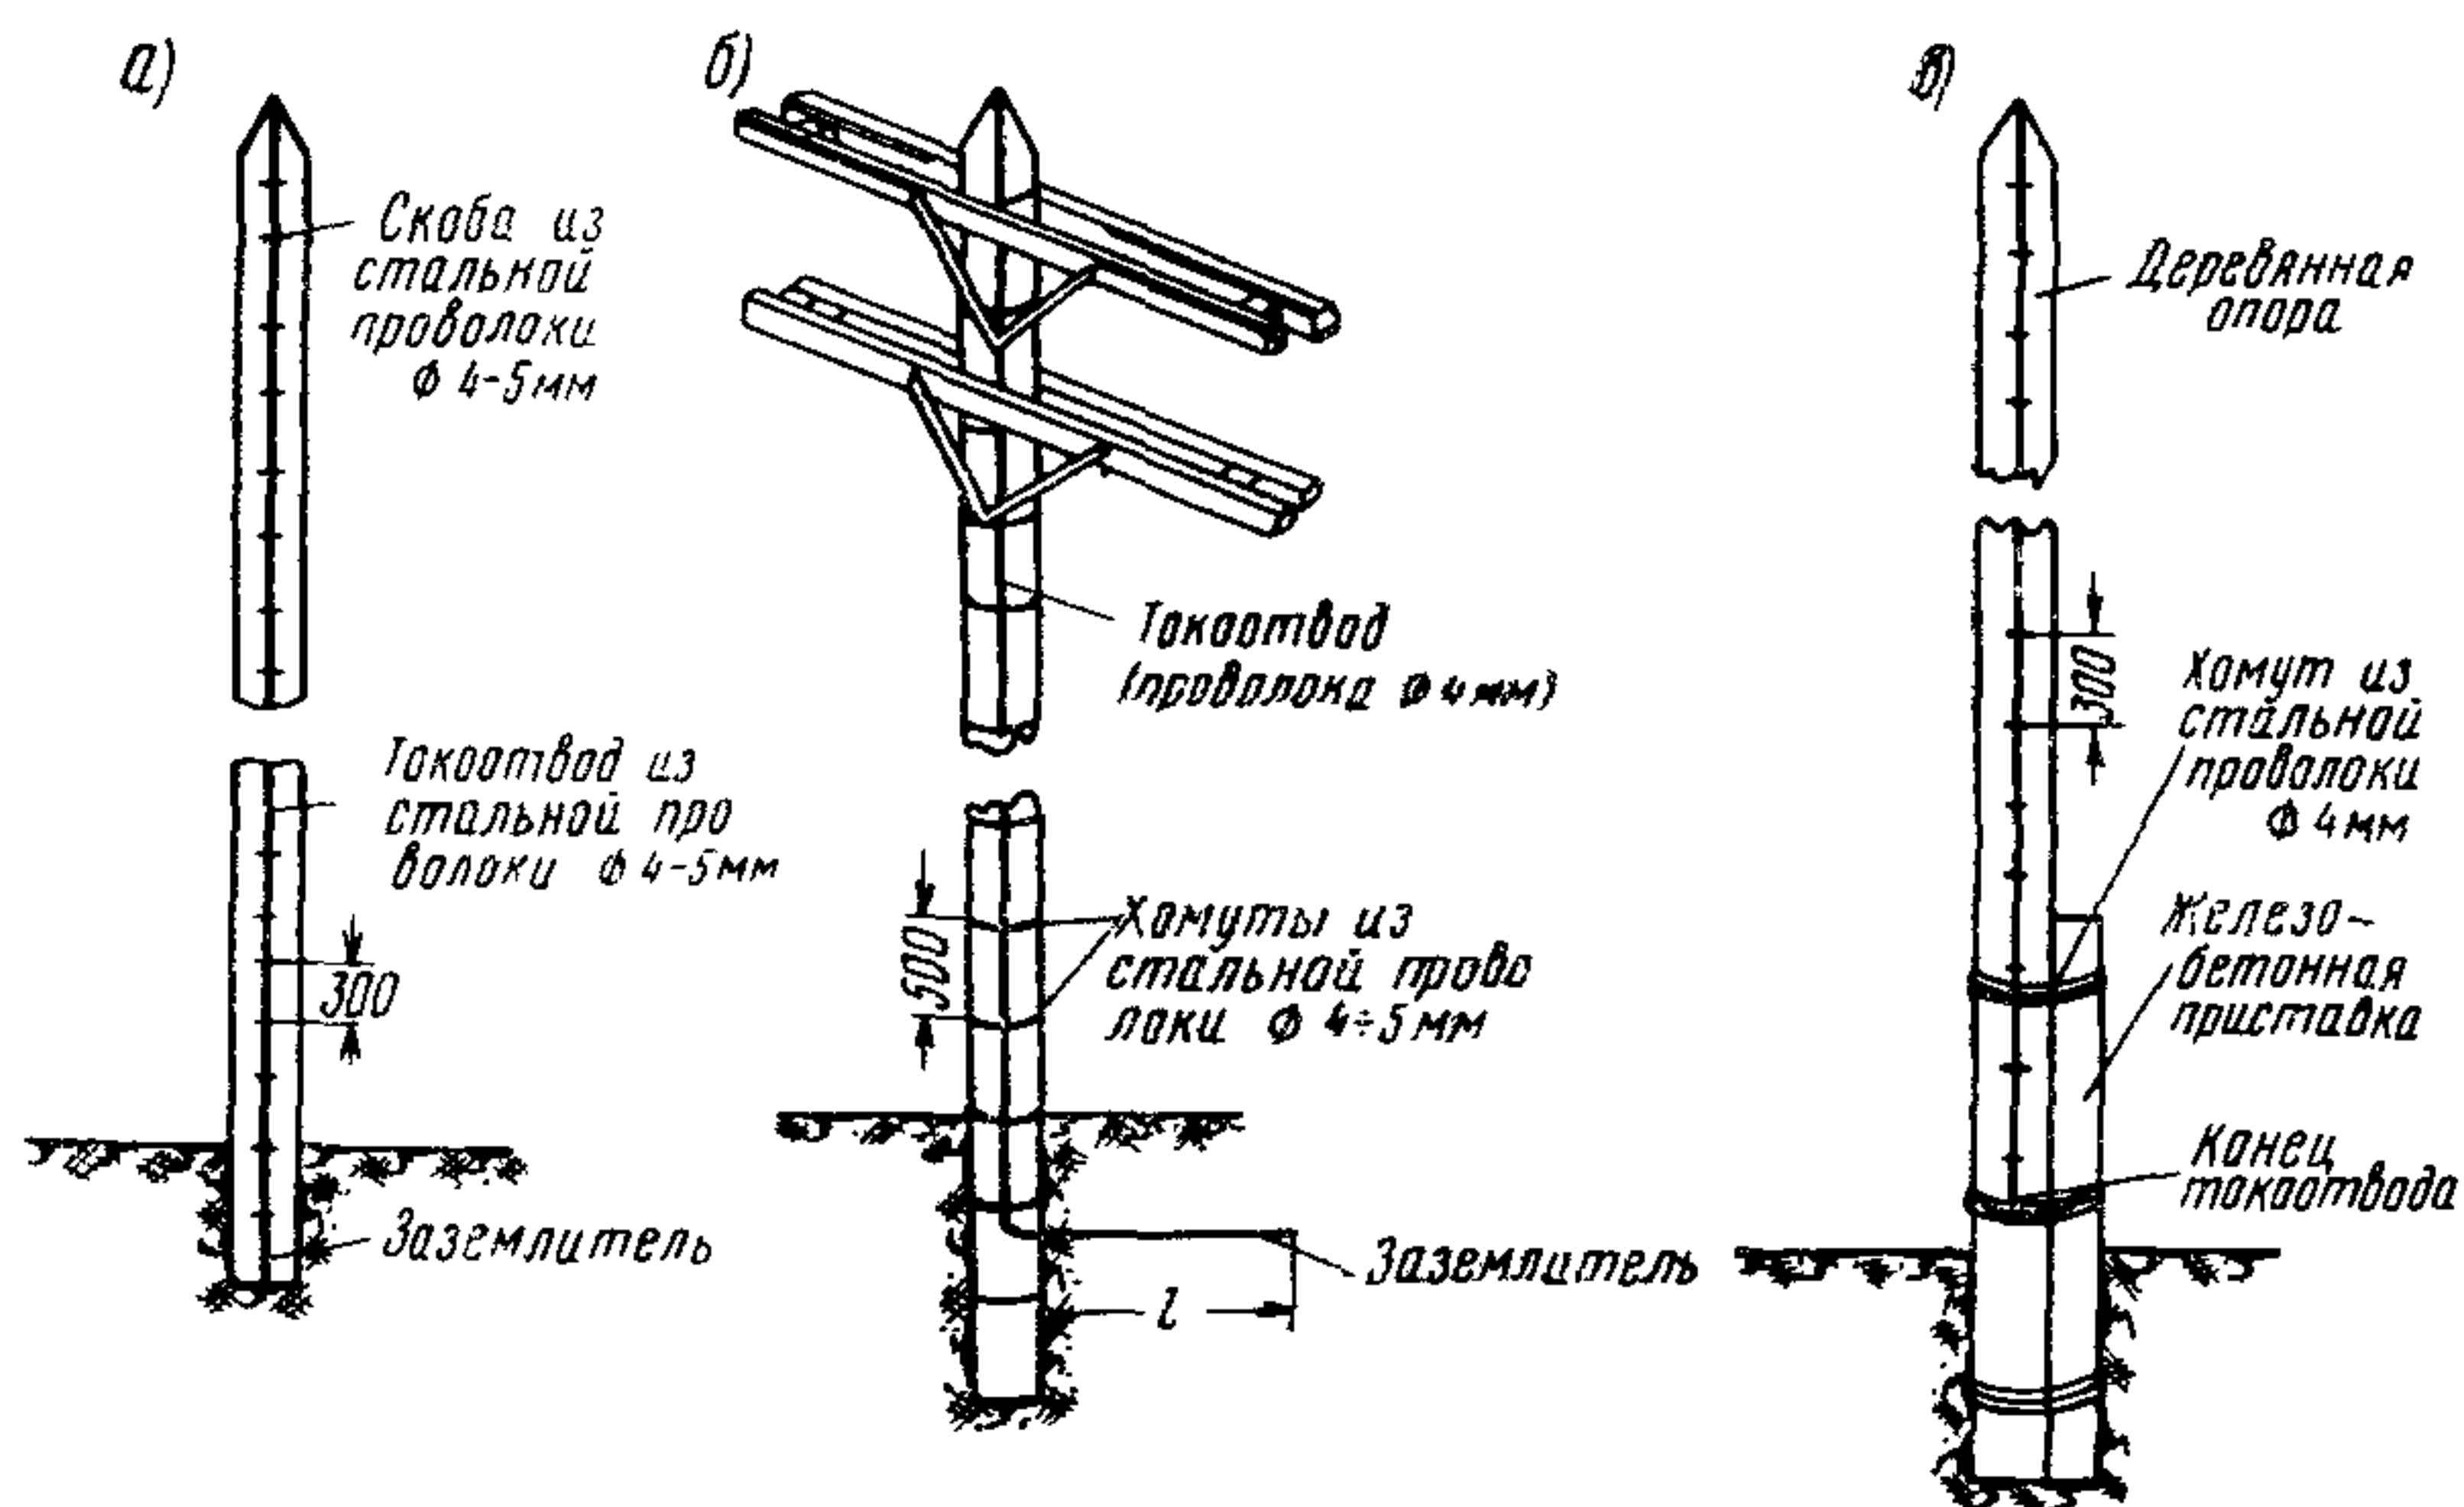 а)
Скоба из
стальной
проволоки
ф 4-5мм
Токоотвод из
стальной про
волоки ф 4-5мм
300
Заземлитель
б)
Токоотвод
(проволока ф 4 мм)
500
Хомуты из
стальной прово
локи ф 4÷5мм
Заземлитель
l
в)
Деревянная
опора
300
Хомут из
стальной
проволоки
ф 4мм
Железо-
бетонная
приставка
Конец
токоотвода